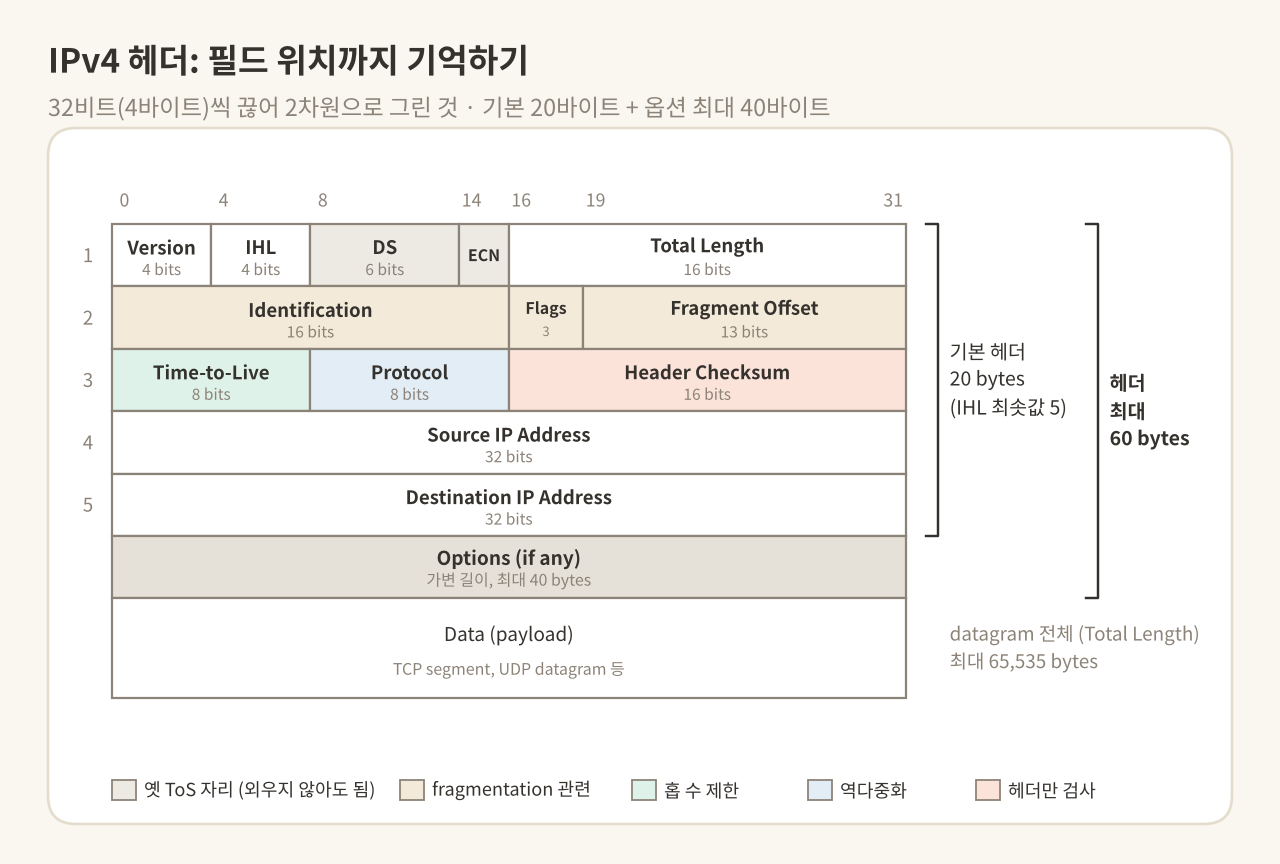 IPv4 헤더: 필드 위치까지 기억하기
32비트(4바이트)씩 끊어 2차원으로 그린 것 · 기본 20바이트 + 옵션 최대 40바이트
0 4 8 14 16 19 31
1 Version IHL DS ECN Total Length
4 bits 4 bits 6 bits 16 bits
2 Identification Flags Fragment Offset
16 bits 3 13 bits
3 Time-to-Live Protocol Header Checksum
8 bits 8 bits 16 bits
4 Source IP Address
32 bits
5 Destination IP Address
32 bits
Options (if any)
가변 길이, 최대 40 bytes
Data (payload)
TCP segment, UDP datagram 등
기본 헤더
20 bytes
(IHL 최솟값 5)
헤더
최대
60 bytes
datagram 전체 (Total Length)
최대 65,535 bytes
옛 ToS 자리 (외우지 않아도 됨) fragmentation 관련 홉 수 제한 역다중화 헤더만 검사